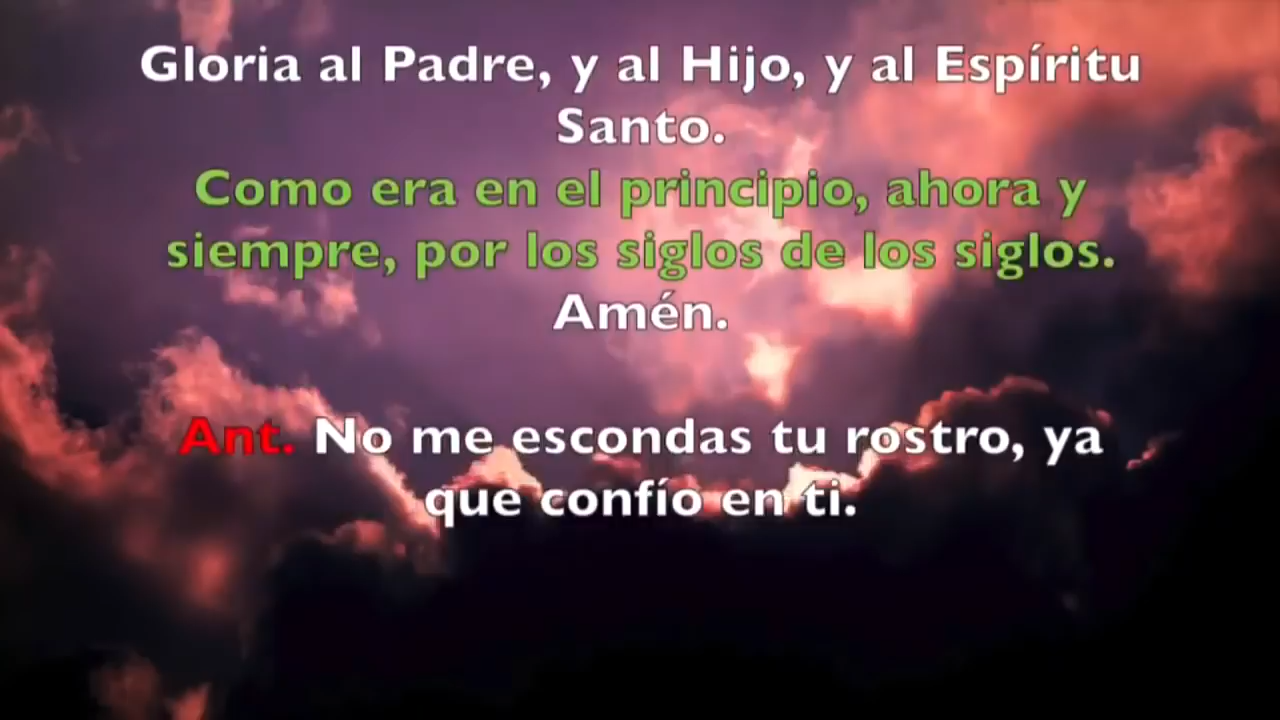 Gloria al Padre, y al Hijo, y al Espíritu
Santo.
Como era en el principio, ahora y
siempre, por los siglos de los siglos.
Amén.
Ant. No me escondas tu rostro, ya
que confío en ti.